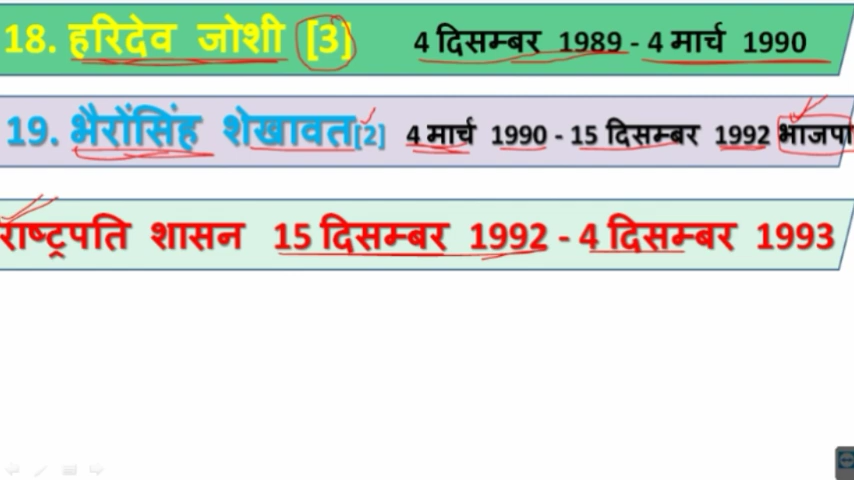 18. हरिदेव जोशी [3] 4 दिसम्बर 1989 - 4 मार्च 1990
19. भैरोंसिंह शेखावत[2] 4 मार्च 1990 - 15 दिसम्बर 1992 भाजपा
राष्ट्रपति शासन 15 दिसम्बर 1992 - 4 दिसम्बर 1993